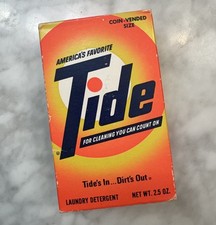 COIN-VENDED
SIZE
AMERICA'S FAVORITE
Tide
FOR CLEANING YOU CAN COUNT ON
Tide's In...Dirt's Out®
LAUNDRY DETERGENT NET WT. 2.5 OZ.